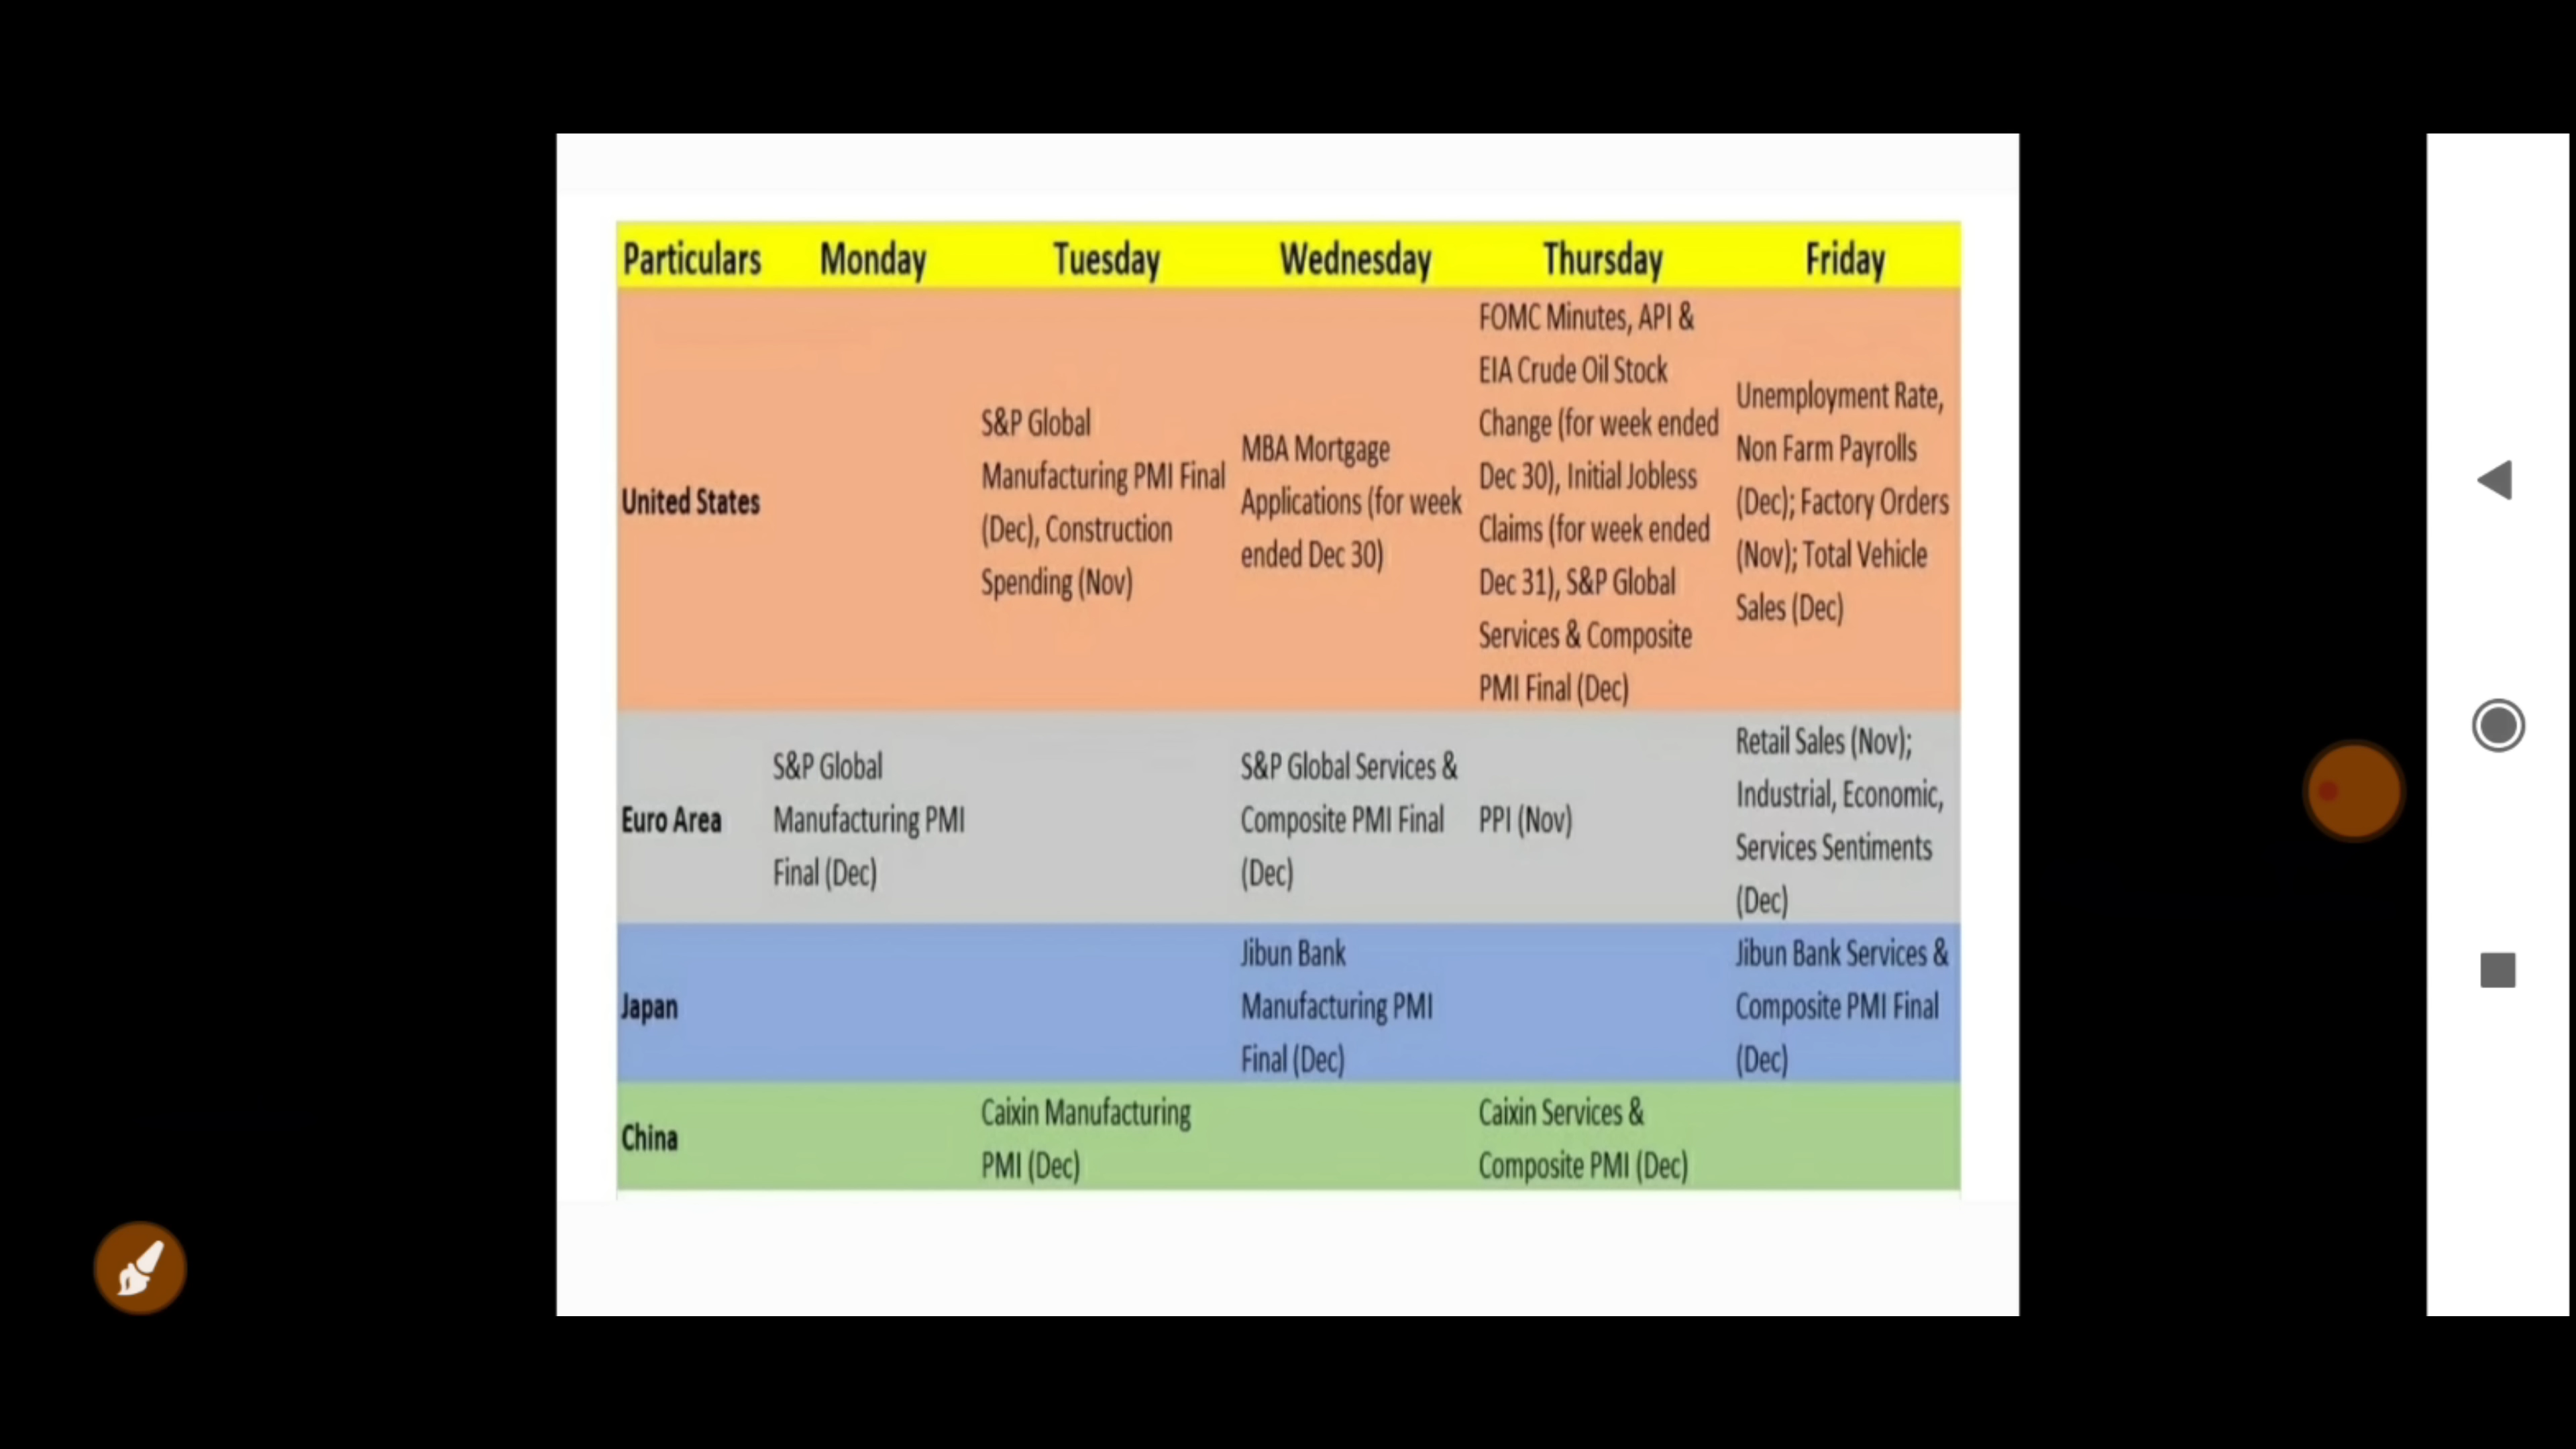 Particulars Monday Tuesday Wednesday Thursday Friday
United States
S&P Global
Manufacturing PMI Final
(Dec), Construction
Spending (Nov)
MBA Mortgage
Applications (for week
ended Dec 30)
FOMC Minutes, API &
EIA Crude Oil Stock
Change (for week ended
Dec 30), Initial Jobless
Claims (for week ended
Dec 31), S&P Global
Services & Composite
PMI Final (Dec)
Unemployment Rate,
Non Farm Payrolls
(Dec); Factory Orders
(Nov); Total Vehicle
Sales (Dec)
Euro Area
S&P Global
Manufacturing PMI
Final (Dec)
S&P Global Services &
Composite PMI Final
(Dec)
PPI (Nov)
Retail Sales (Nov);
Industrial, Economic,
Services Sentiments
(Dec)
Japan
Jibun Bank
Manufacturing PMI
Final (Dec)
Jibun Bank Services &
Composite PMI Final
(Dec)
China
Caixin Manufacturing
PMI (Dec)
Caixin Services &
Composite PMI (Dec)